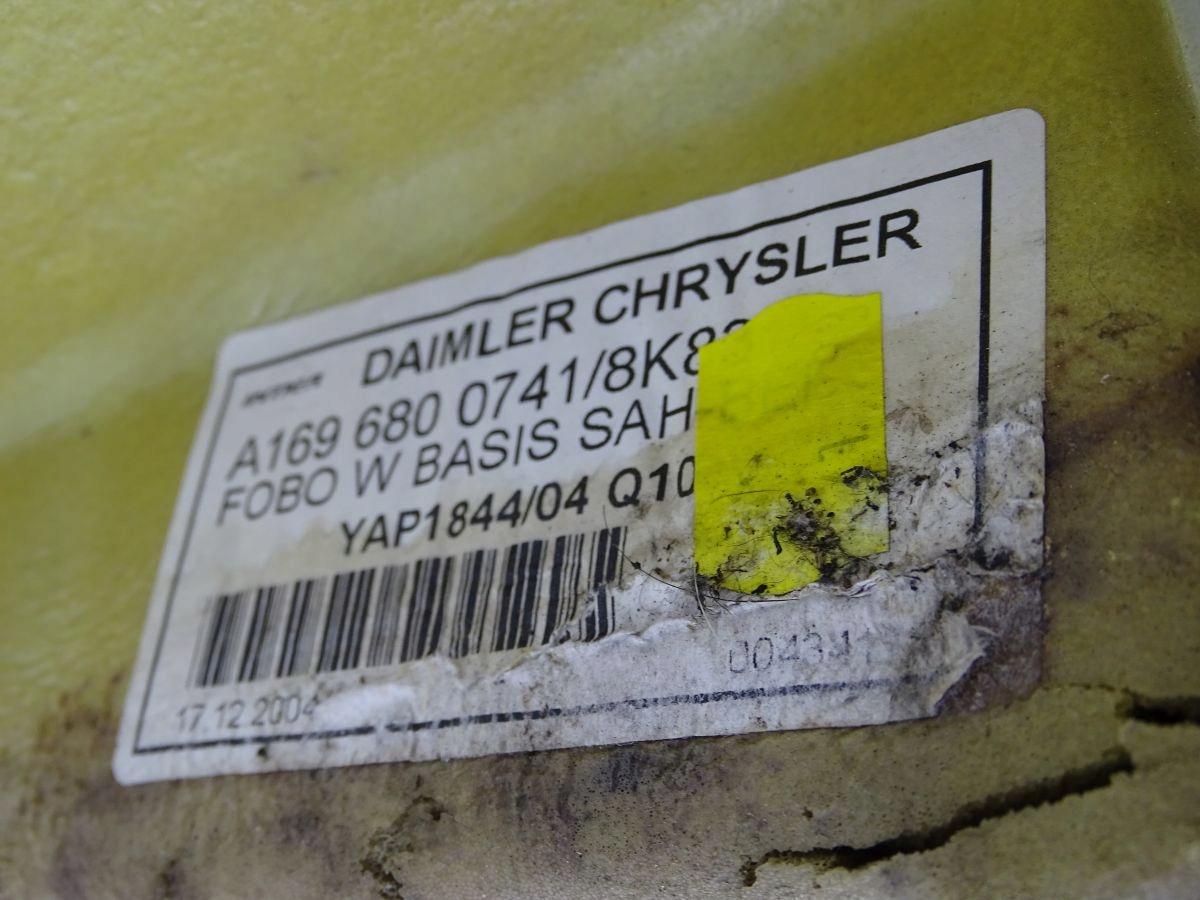 DAIMLER CHRYSLER
A169 680 0741/8K8
FOBO W BASIS SAH
YAP1844/04 Q10
17.12.2004